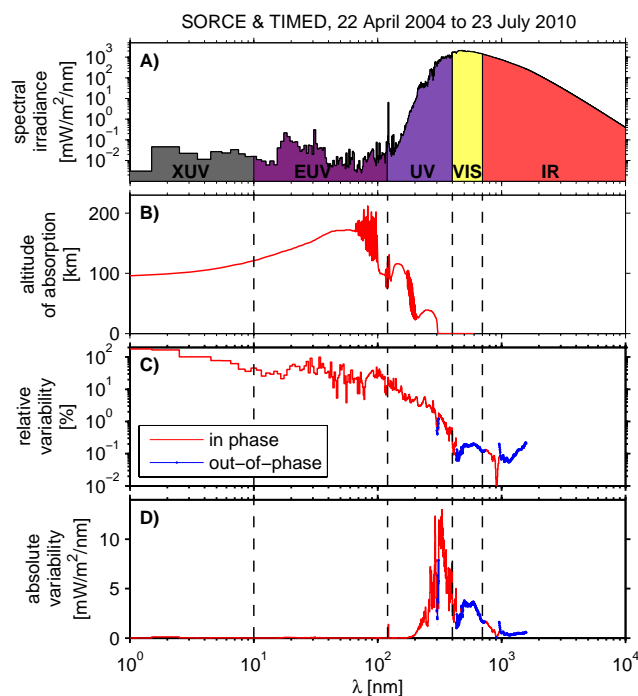 SORCE & TIMED, 22 April 2004 to 23 July 2010
A)
spectral
irradiance
[mW/m²/nm]
10³
10²
10¹
10⁰
10⁻¹
10⁻²
XUV
EUV
UV
VIS
IR
B)
altitude
of absorption
[km]
200
100
0
C)
relative
variability
[%]
10²
10¹
10⁰
10⁻¹
10⁻²
in phase
out-of-phase
D)
absolute
variability
[mW/m²/nm]
10
5
0
10⁰
10¹
10²
10³
10⁴
λ [nm]